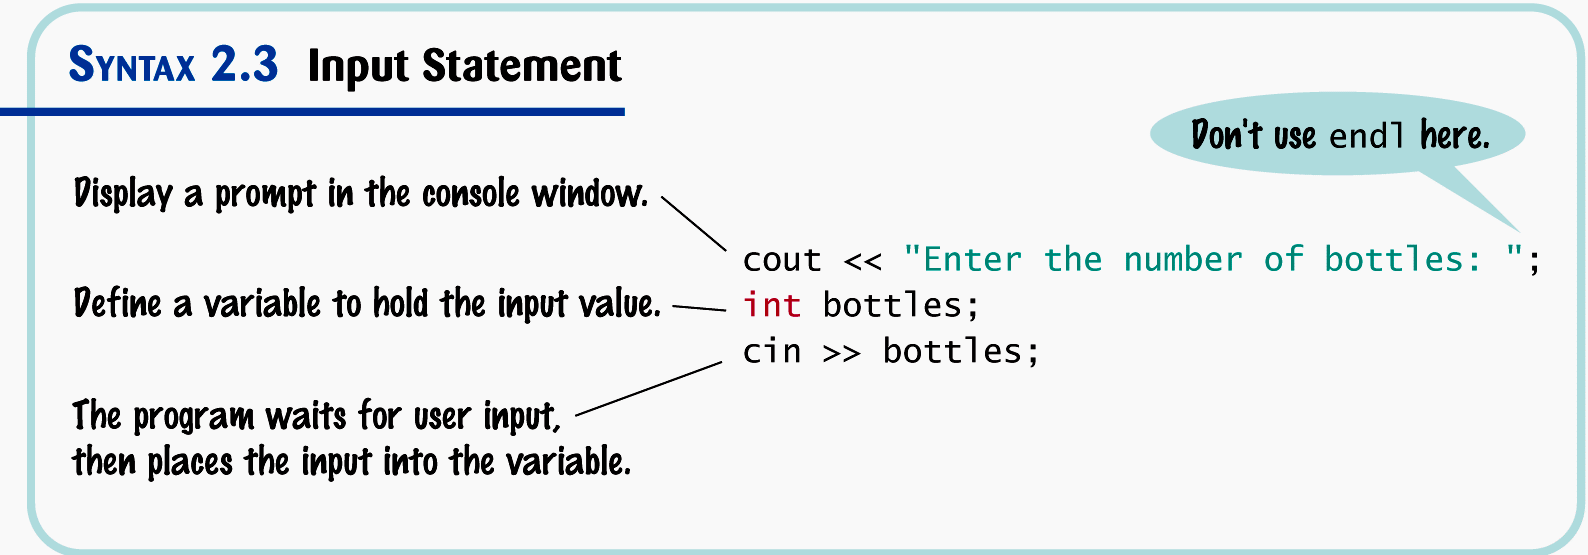 SYNTAX 2.3 Input Statement
Don't use endl here.
Display a prompt in the console window.
cout << "Enter the number of bottles: ";
Define a variable to hold the input value.
int bottles;
cin >> bottles;
The program waits for user input,
then places the input into the variable.